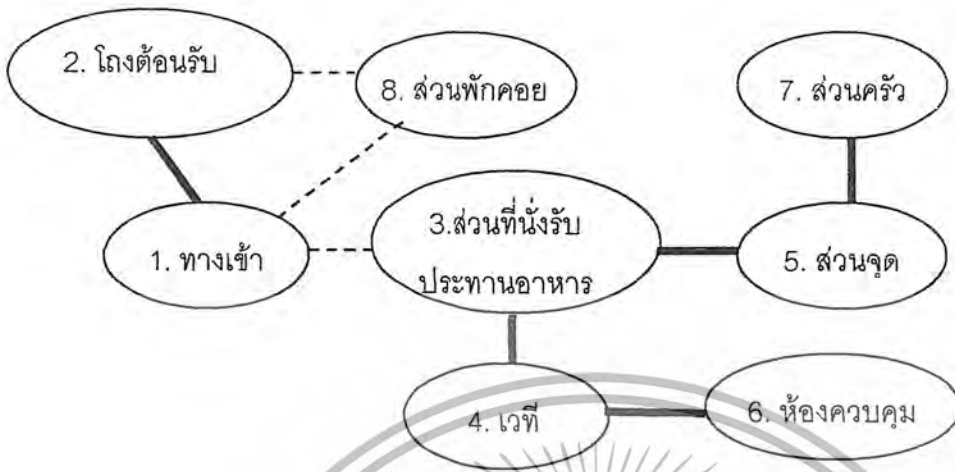 2. โถงต้อนรับ
8. ส่วนพักคอย
7. ส่วนครัว
1. ทางเข้า
3.ส่วนที่นั่งรับ
ประทานอาหาร
5. ส่วนจุด
4. เวที
6. ห้องควบคุม